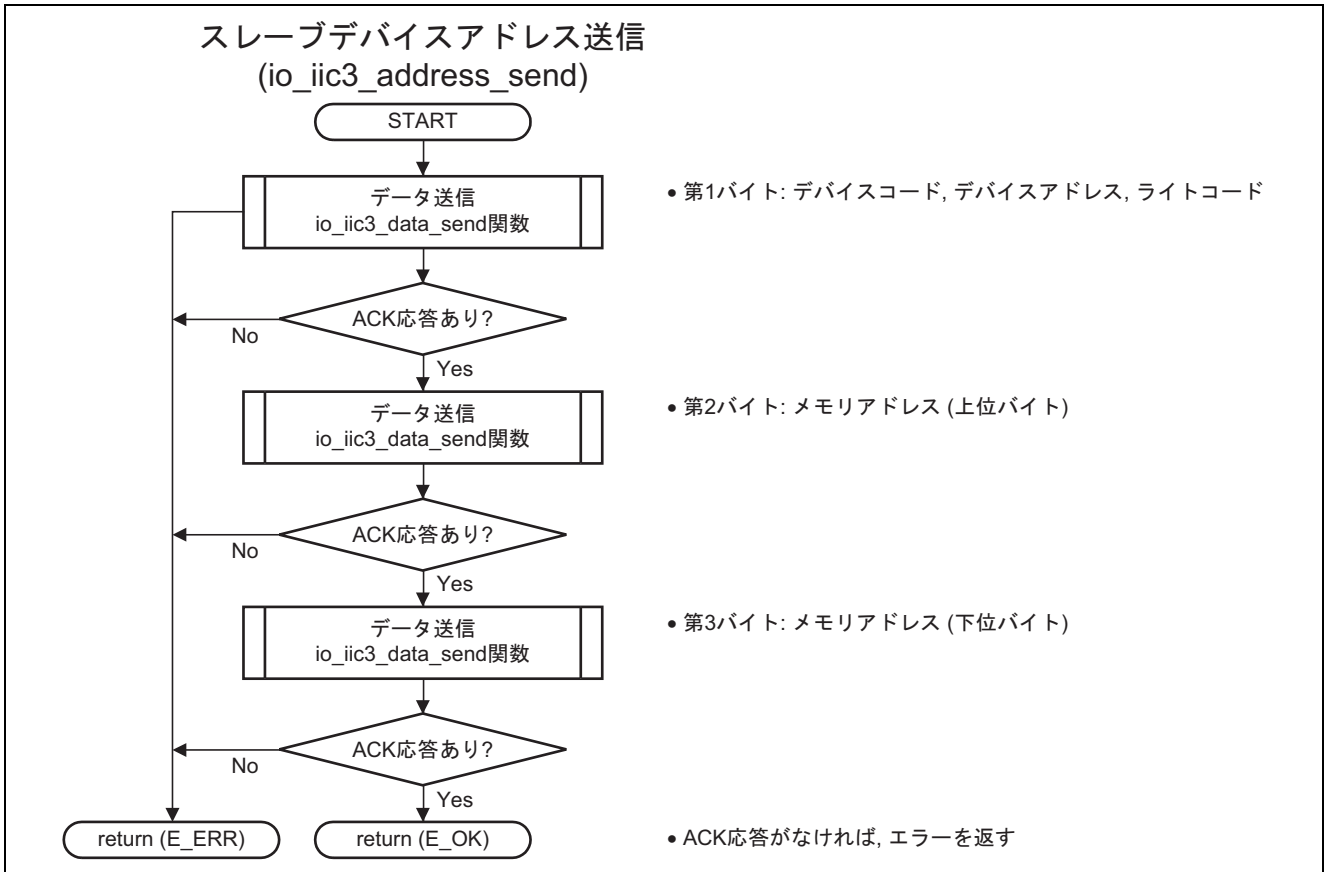 スレーブデバイスアドレス送信
(io_iic3_address_send)
START
データ送信
io_iic3_data_send関数
• 第1バイト: デバイスコード, デバイスアドレス, ライトコード
ACK応答あり?
No
Yes
データ送信
io_iic3_data_send関数
• 第2バイト: メモリアドレス (上位バイト)
ACK応答あり?
No
Yes
データ送信
io_iic3_data_send関数
• 第3バイト: メモリアドレス (下位バイト)
ACK応答あり?
No
Yes
return (E_ERR)
return (E_OK)
• ACK応答がなければ, エラーを返す